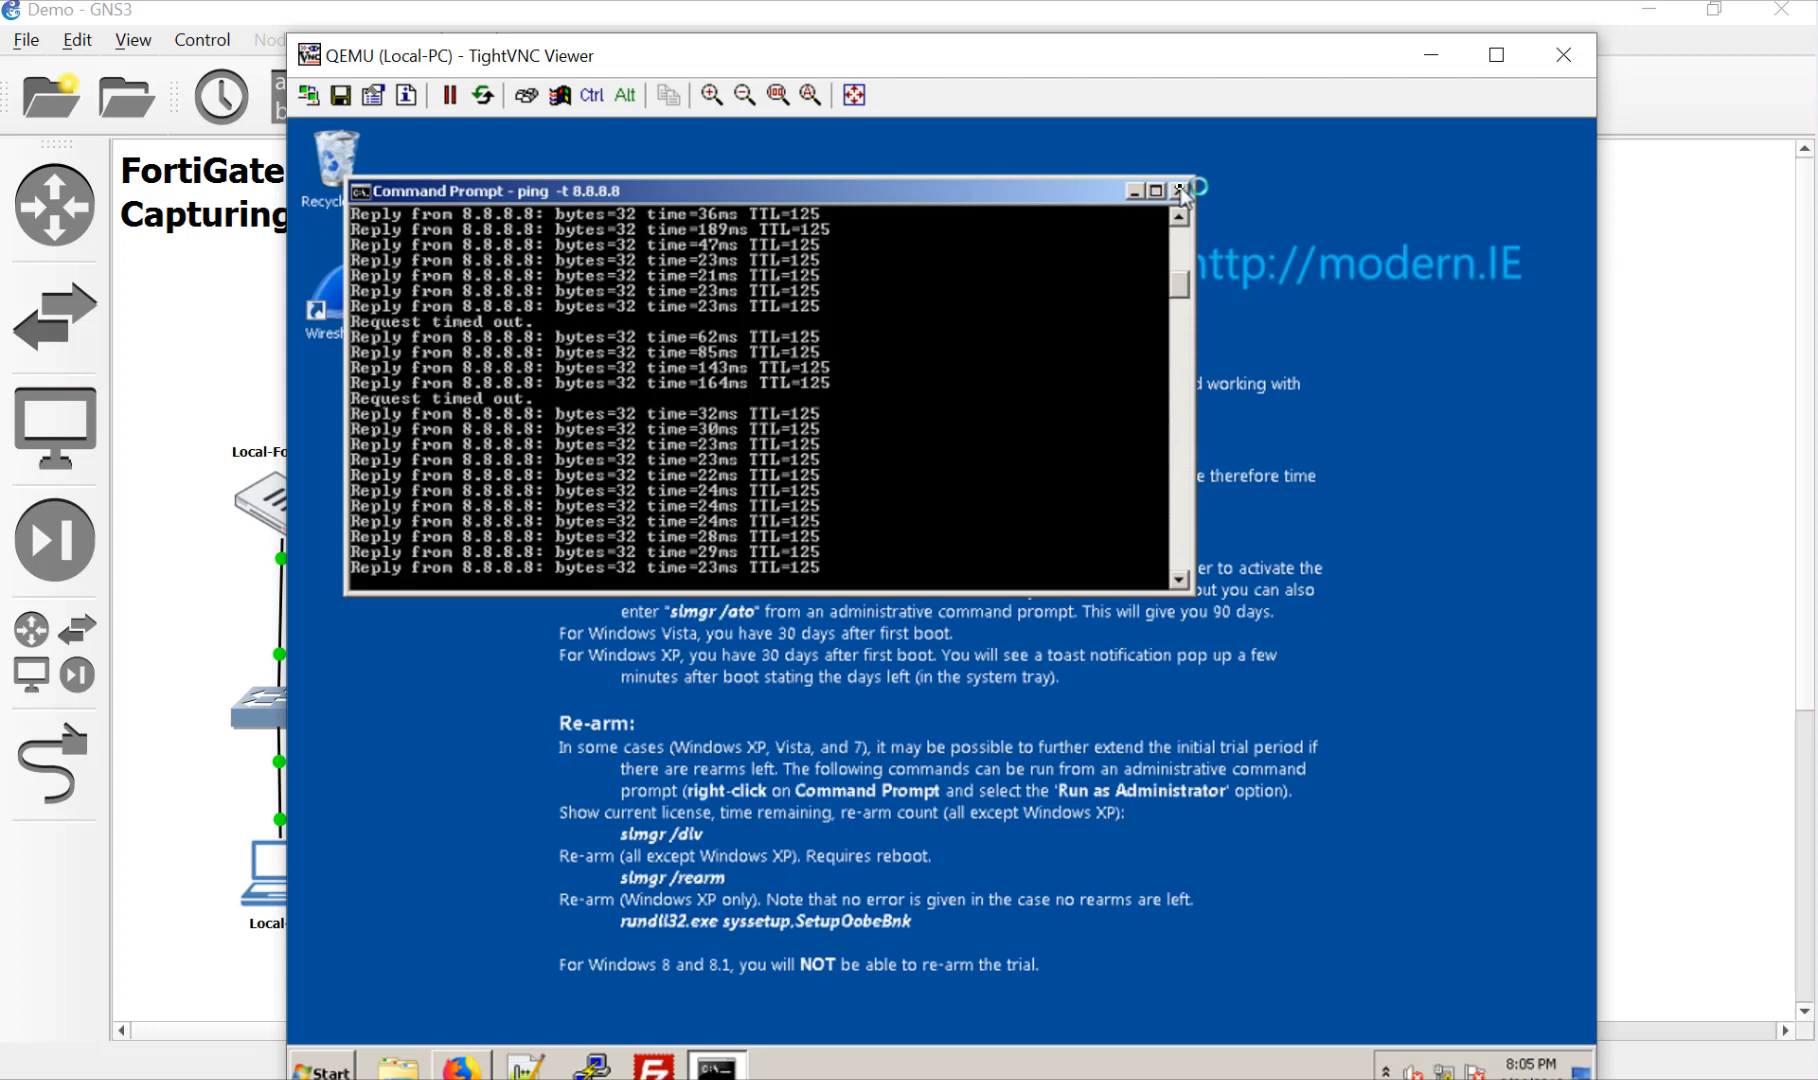 Demo - GNS3
File Edit View Control Nod
QEMU (Local-PC) - TightVNC Viewer
Ctrl Alt
FortiGate
Capturing
Recycl
Command Prompt - ping -t 8.8.8.8
Reply from 8.8.8.8: bytes=32 time=36ms TTL=125
Reply from 8.8.8.8: bytes=32 time=189ms TTL=125
Reply from 8.8.8.8: bytes=32 time=47ms TTL=125
Reply from 8.8.8.8: bytes=32 time=23ms TTL=125
Reply from 8.8.8.8: bytes=32 time=21ms TTL=125
Reply from 8.8.8.8: bytes=32 time=23ms TTL=125
Reply from 8.8.8.8: bytes=32 time=23ms TTL=125
Request timed out.
Reply from 8.8.8.8: bytes=32 time=62ms TTL=125
Reply from 8.8.8.8: bytes=32 time=85ms TTL=125
Reply from 8.8.8.8: bytes=32 time=143ms TTL=125
Reply from 8.8.8.8: bytes=32 time=164ms TTL=125
Request timed out.
Reply from 8.8.8.8: bytes=32 time=32ms TTL=125
Reply from 8.8.8.8: bytes=32 time=30ms TTL=125
Reply from 8.8.8.8: bytes=32 time=23ms TTL=125
Reply from 8.8.8.8: bytes=32 time=23ms TTL=125
Reply from 8.8.8.8: bytes=32 time=22ms TTL=125
Reply from 8.8.8.8: bytes=32 time=24ms TTL=125
Reply from 8.8.8.8: bytes=32 time=24ms TTL=125
Reply from 8.8.8.8: bytes=32 time=24ms TTL=125
Reply from 8.8.8.8: bytes=32 time=28ms TTL=125
Reply from 8.8.8.8: bytes=32 time=29ms TTL=125
Reply from 8.8.8.8: bytes=32 time=23ms TTL=125
http://modern.IE
Wiresh
d working with
e therefore time
er to activate the
but you can also
enter "slmgr /ato" from an administrative command prompt. This will give you 90 days.
For Windows Vista, you have 30 days after first boot.
For Windows XP, you have 30 days after first boot. You will see a toast notification pop up a few
minutes after boot stating the days left (in the system tray).
Re-arm:
In some cases (Windows XP, Vista, and 7), it may be possible to further extend the initial trial period if
there are rearms left. The following commands can be run from an administrative command
prompt (right-click on Command Prompt and select the 'Run as Administrator' option).
Show current license, time remaining, re-arm count (all except Windows XP):
slmgr /dlv
Re-arm (all except Windows XP). Requires reboot.
slmgr /rearm
Re-arm (Windows XP only). Note that no error is given in the case no rearms are left.
rundll32.exe syssetup,SetupOobeBnk
For Windows 8 and 8.1, you will NOT be able to re-arm the trial.
Local-Fo
Local-
Start
8:05 PM